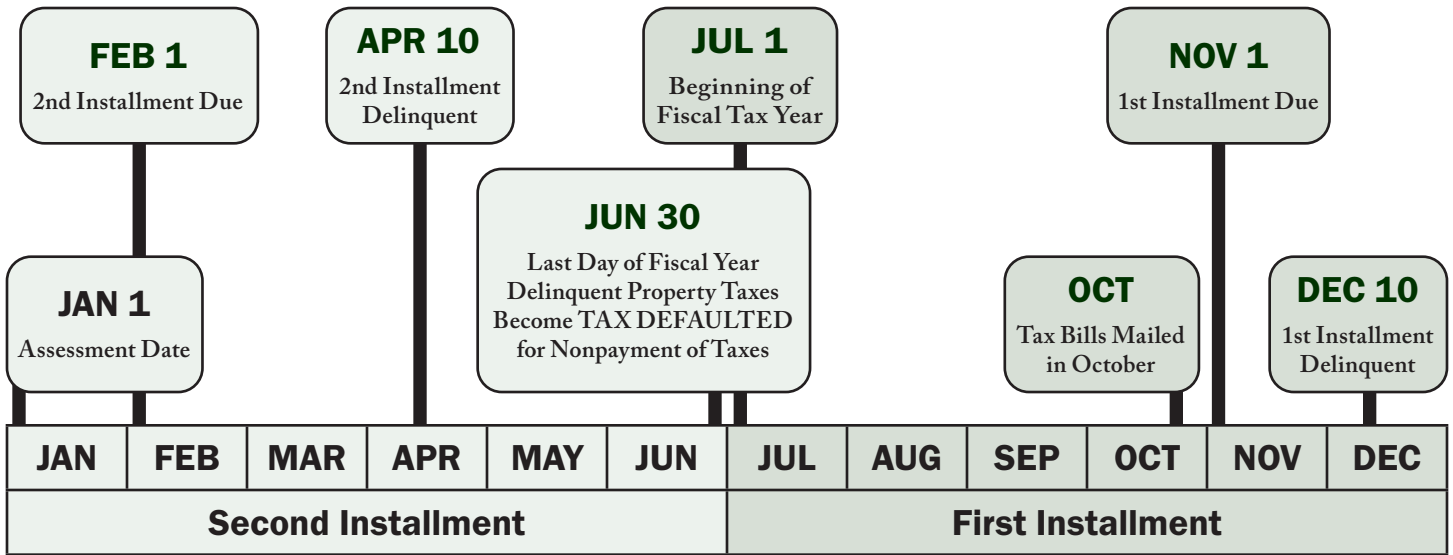 FEB 1
2nd Installment Due
APR 10
2nd Installment
Delinquent
JUL 1
Beginning of
Fiscal Tax Year
NOV 1
1st Installment Due
JAN 1
Assessment Date
JUN 30
Last Day of Fiscal Year
Delinquent Property Taxes
Become TAX DEFAULTED
for Nonpayment of Taxes
OCT
Tax Bills Mailed
in October
DEC 10
1st Installment
Delinquent
JAN FEB MAR APR MAY JUN JUL AUG SEP OCT NOV DEC
Second Installment First Installment